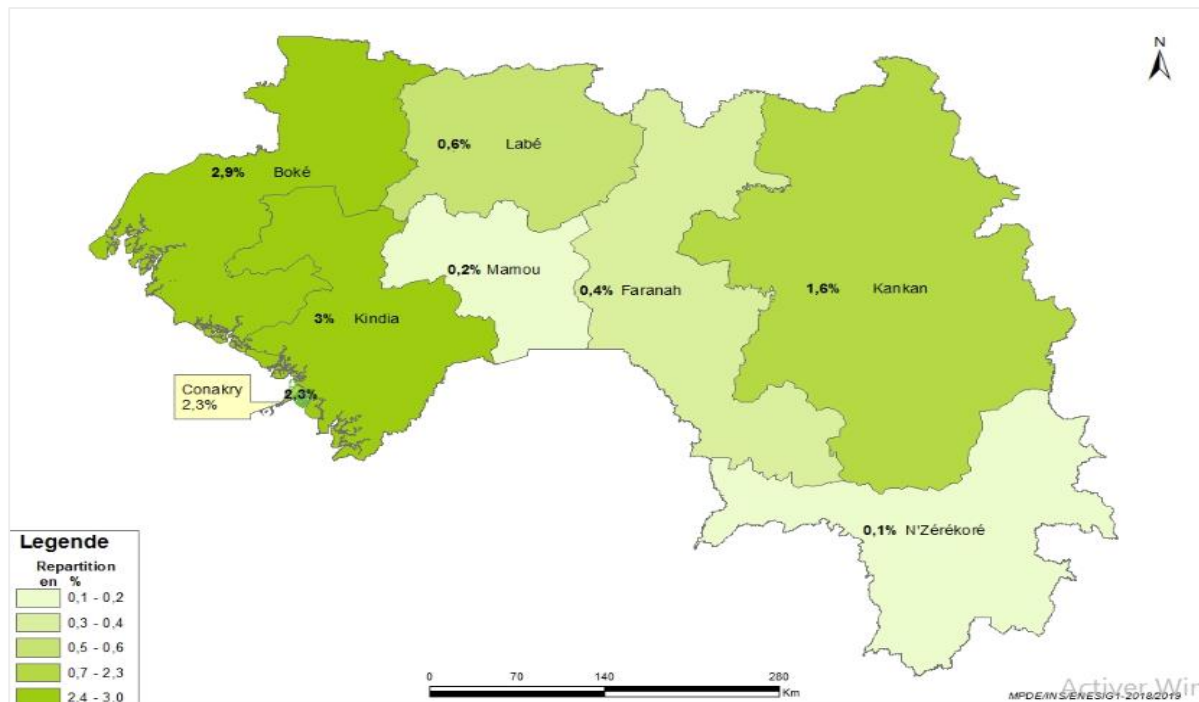 N
0,6% Labé
2,9% Boké
0,2% Mamou
0,4% Faranah
1,6% Kankan
3% Kindia
2,3%
Conakry
2,3%
0,1% N'Zérékoré
Legende
Repartition
en %
0,1 - 0,2
0,3 - 0,4
0,5 - 0,6
0,7 - 2,3
2,4 - 3,0
0 70 140 280
Km
Activer Wir
MPDE/INS/ENESIG1-2018/2019